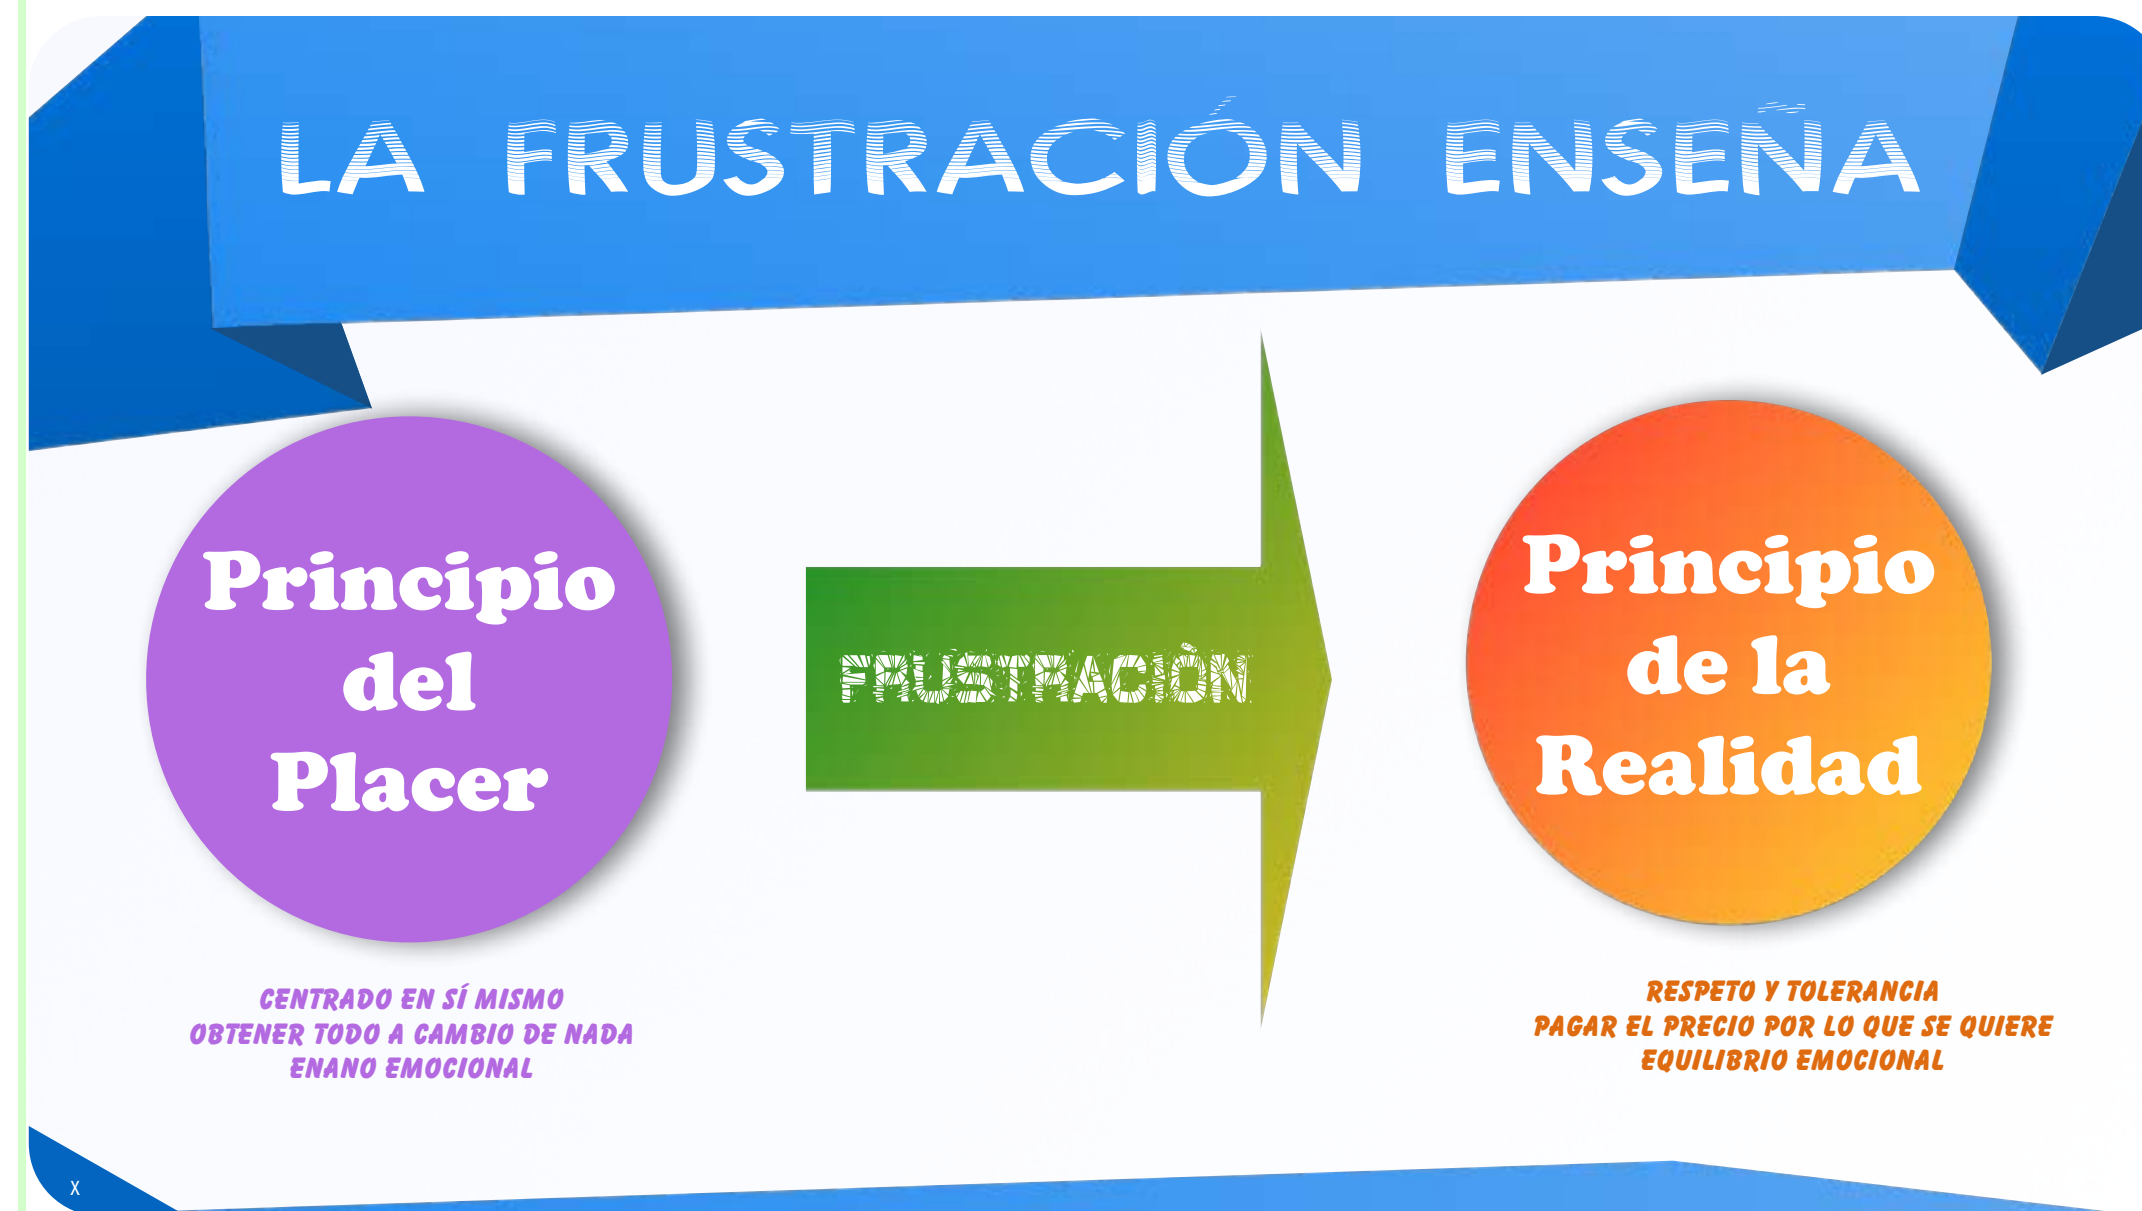 LA FRUSTRACIÓN ENSEÑA
Principio
del
Placer
FRUSTRACIÒN
Principio
de la
Realidad
CENTRADO EN SÍ MISMO
OBTENER TODO A CAMBIO DE NADA
ENANO EMOCIONAL
RESPETO Y TOLERANCIA
PAGAR EL PRECIO POR LO QUE SE QUIERE
EQUILIBRIO EMOCIONAL
X